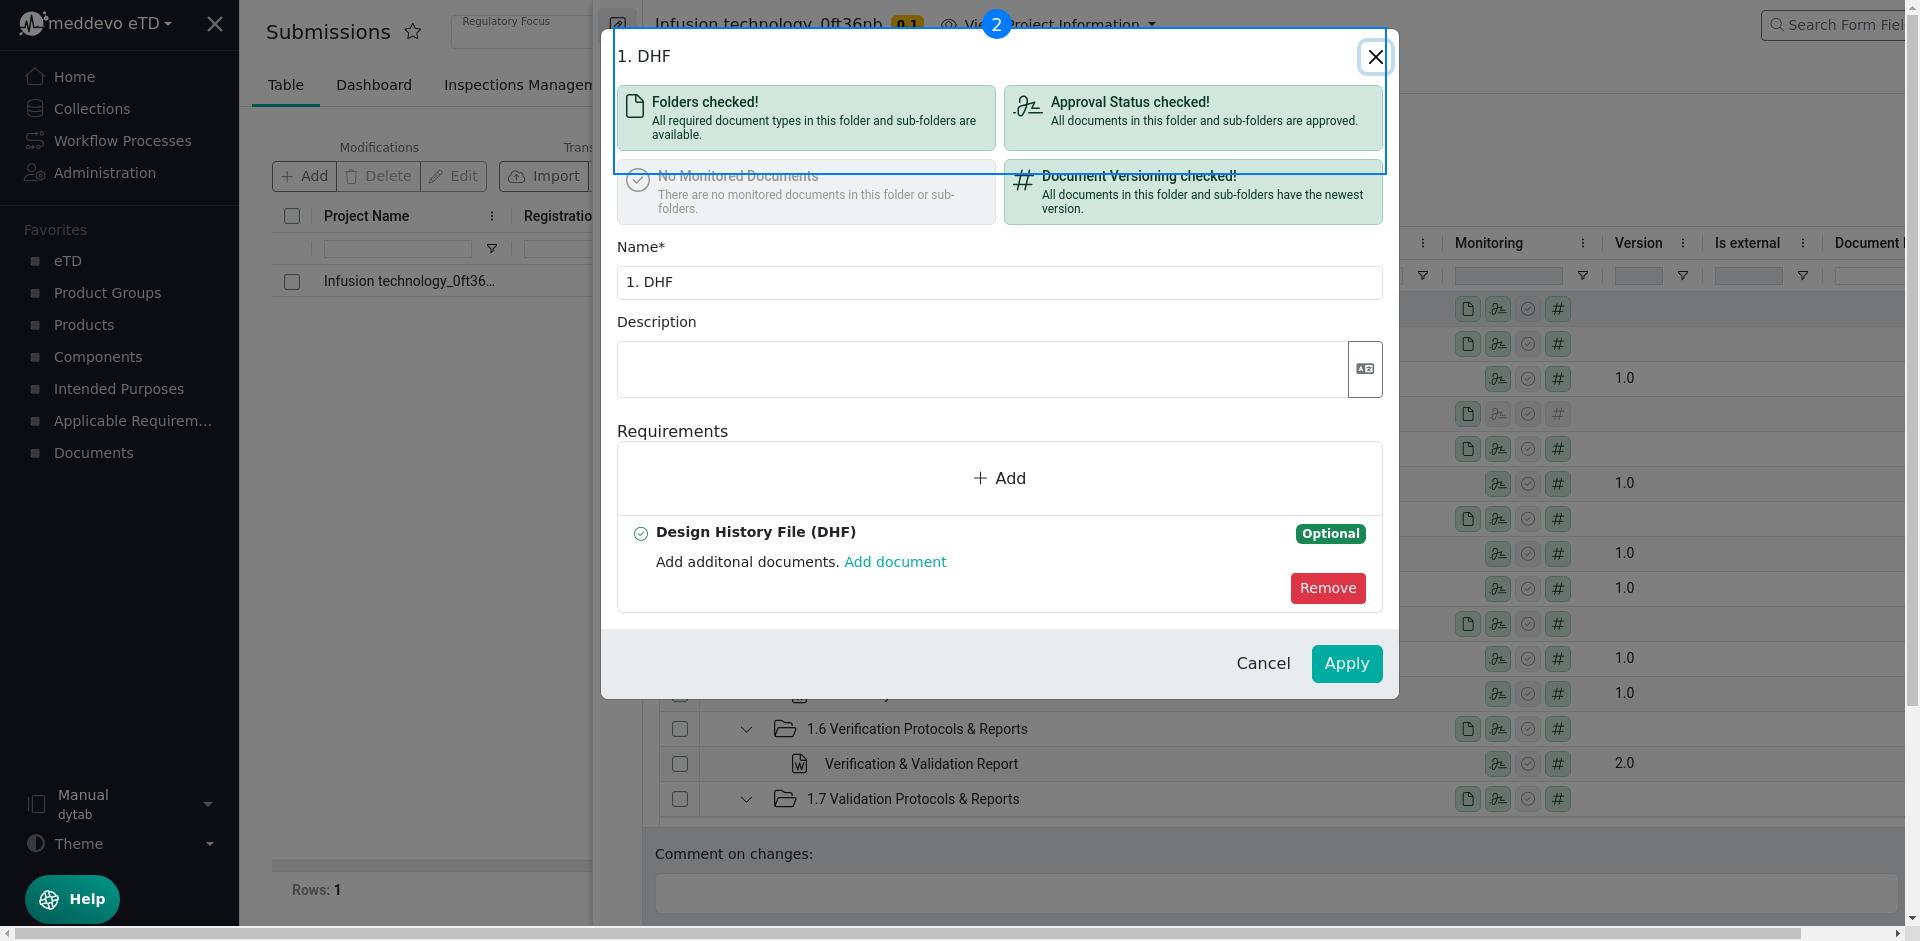 meddevo eTD
Home
Collections
Workflow Processes
Administration
Favorites
eTD
Product Groups
Products
Components
Intended Purposes
Applicable Requirem...
Documents
Manual
dytab
Theme
Help
Submissions
Regulatory Focus
Table
Dashboard
Inspections Managem
Modifications
Trans
Add
Delete
Edit
Import
Project Name
Registratio
Infusion technology_0ft36...
Rows: 1
Infusion technology_0ft36nb
0.1
Project Information
Search Form Fiel
2
1. DHF
Folders checked!
All required document types in this folder and sub-folders are
available.
Approval Status checked!
All documents in this folder and sub-folders are approved.
No Monitored Documents
There are no monitored documents in this folder or sub-
folders.
Document Versioning checked!
All documents in this folder and sub-folders have the newest
version.
Name*
1. DHF
Description
Requirements
Add
Design History File (DHF)
Optional
Add additonal documents. Add document
Remove
Cancel
Apply
Monitoring
Version
Is external
Document
1.0
1.0
1.0
1.0
1.0
1.0
1.6 Verification Protocols & Reports
Verification & Validation Report
2.0
1.7 Validation Protocols & Reports
Comment on changes: